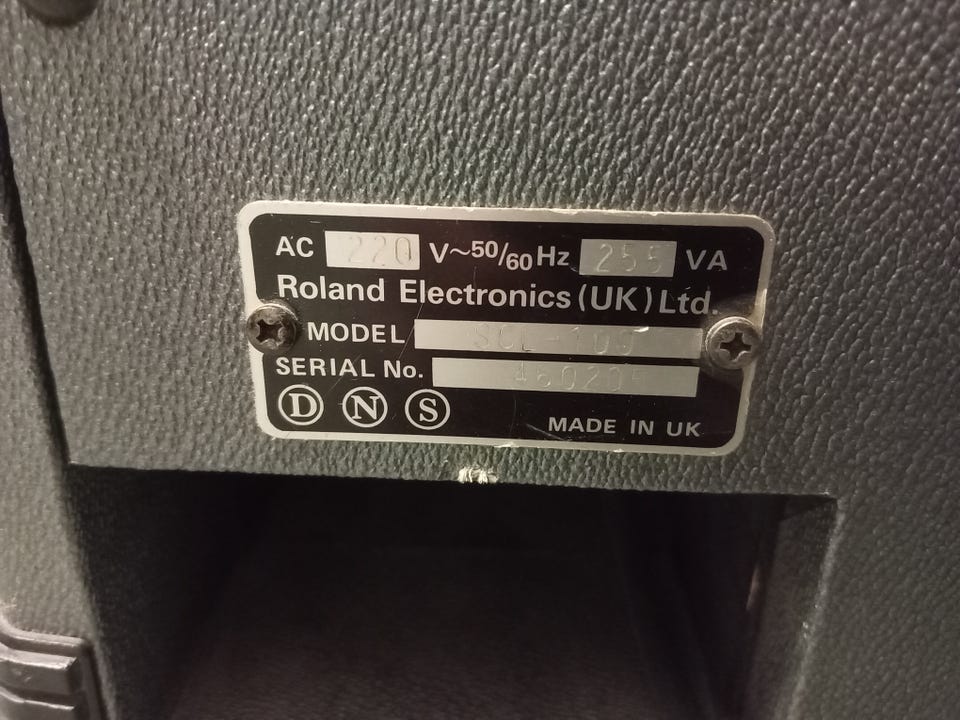 AC 220 V~50/60Hz 255 VA
Roland Electronics (UK) Ltd.
MODEL
SERIAL No.
D N S
MADE IN UK